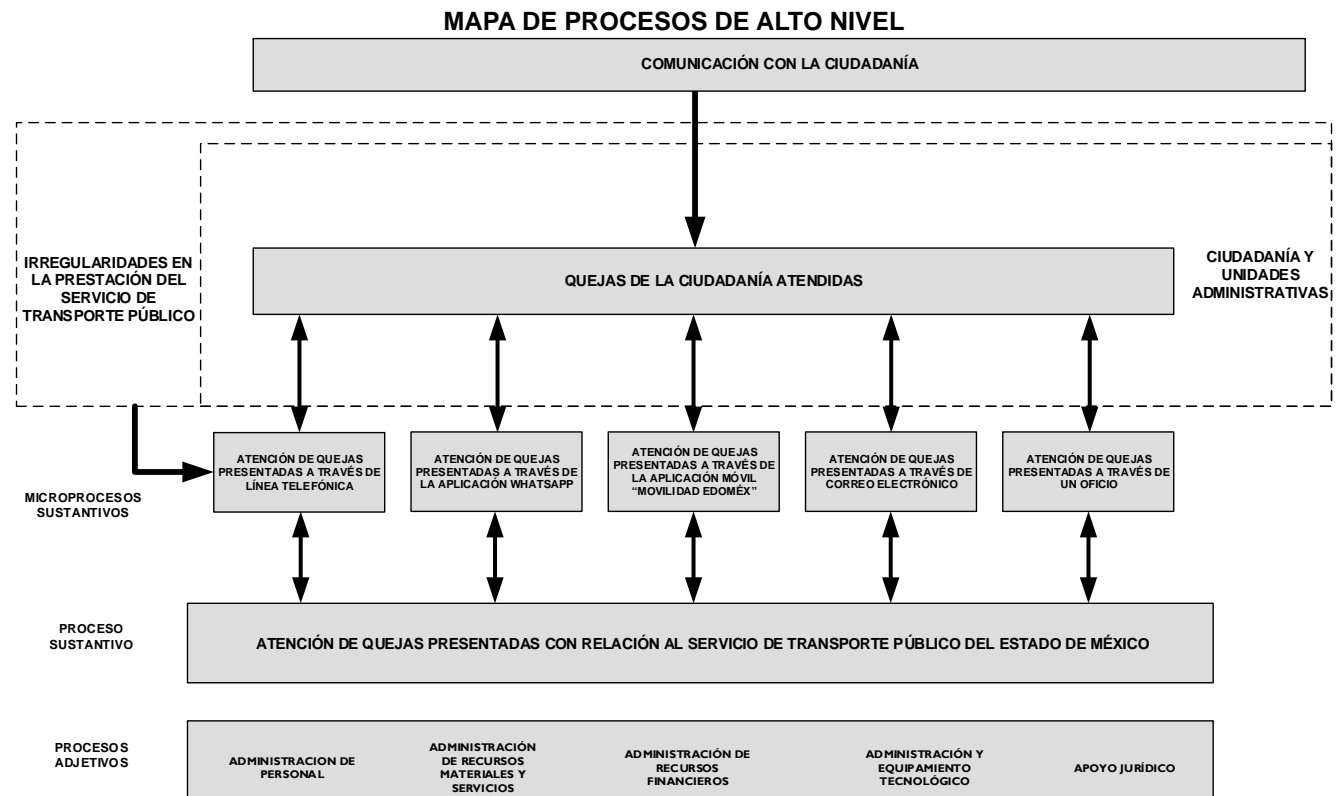 MAPA DE PROCESOS DE ALTO NIVEL
COMUNICACIÓN CON LA CIUDADANÍA
IRREGULARIDADES EN
LA PRESTACIÓN DEL
SERVICIO DE
TRANSPORTE PÚBLICO
QUEJAS DE LA CIUDADANÍA ATENDIDAS
CIUDADANÍA Y
UNIDADES
ADMINISTRATIVAS
MICROPROCESOS
SUSTANTIVOS
ATENCIÓN DE QUEJAS
PRESENTADAS A TRAVÉS DE
LÍNEA TELEFÓNICA
ATENCIÓN DE QUEJAS
PRESENTADAS A TRAVÉS DE
LA APLICACIÓN WHATSAPP
ATENCIÓN DE QUEJAS
PRESENTADAS A TRAVÉS DE
LA APLICACIÓN MÓVIL
“MOVILIDAD EDOMÉX”
ATENCIÓN DE QUEJAS
PRESENTADAS A TRAVÉS DE
CORREO ELECTRÓNICO
ATENCIÓN DE QUEJAS
PRESENTADAS A TRAVÉS DE
UN OFICIO
PROCESO
SUSTANTIVO
ATENCIÓN DE QUEJAS PRESENTADAS CON RELACIÓN AL SERVICIO DE TRANSPORTE PÚBLICO DEL ESTADO DE MÉXICO
PROCESOS
ADJETIVOS
ADMINISTRACION DE
PERSONAL
ADMINISTRACIÓN
DE RECURSOS
MATERIALES Y
SERVICIOS
ADMINISTRACIÓN DE
RECURSOS
FINANCIEROS
ADMINISTRACIÓN Y
EQUIPAMIENTO
TECNOLÓGICO
APOYO JURÍDICO